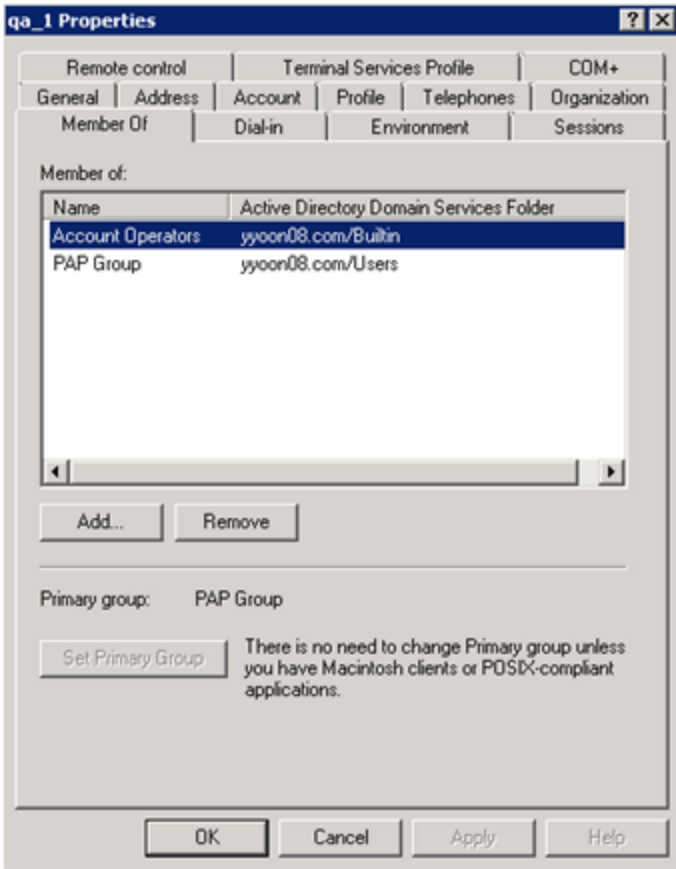 qa_1 Properties
Remote control Terminal Services Profile COM+
General Address Account Profile Telephones Organization
Member Of Dial-in Environment Sessions
Member of:
Name Active Directory Domain Services Folder
Account Operators yyoon08.com/Builtin
PAP Group yyoon08.com/Users
Add... Remove
Primary group: PAP Group
Set Primary Group
There is no need to change Primary group unless
you have Macintosh clients or POSIX-compliant
applications.
OK Cancel Apply Help